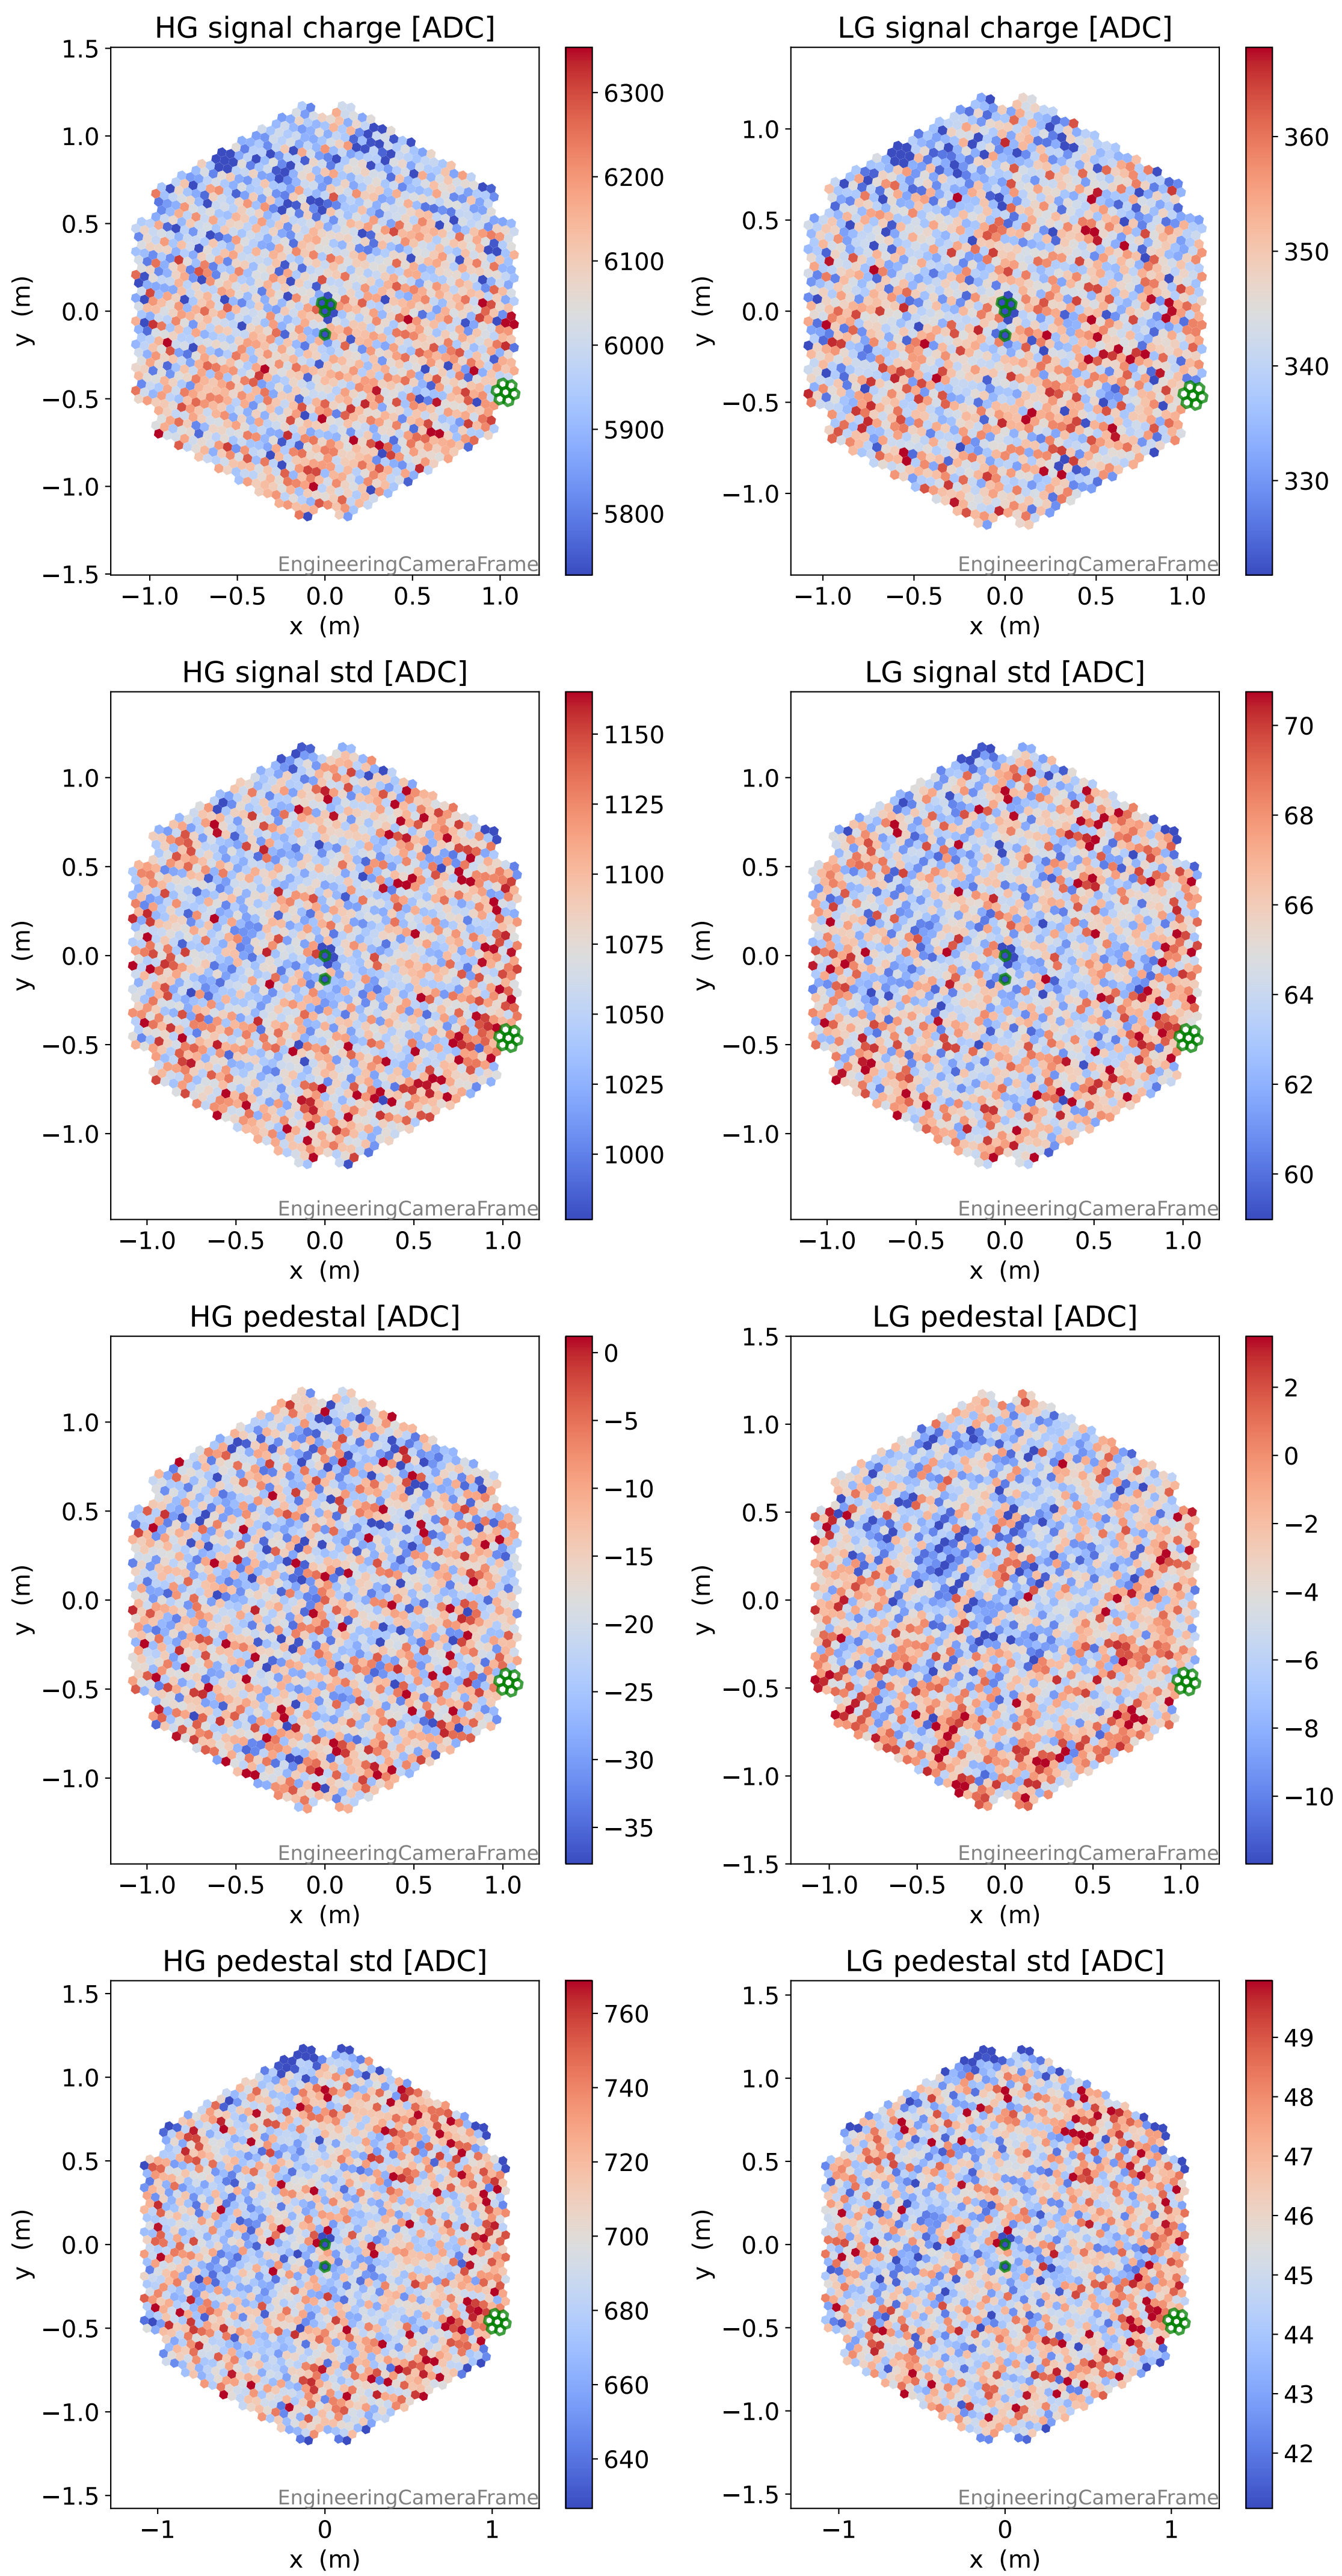 HG signal charge [ADC]
1.5
1.0
0.5
0.0
−0.5
−1.0
−1.5
y (m)
−1.0 −0.5 0.0 0.5 1.0
x (m)
EngineeringCameraFrame
6300
6200
6100
6000
5900
5800
LG signal charge [ADC]
1.0
0.5
0.0
−0.5
−1.0
y (m)
−1.0 −0.5 0.0 0.5 1.0
x (m)
EngineeringCameraFrame
360
350
340
330
HG signal std [ADC]
1.0
0.5
0.0
−0.5
−1.0
y (m)
−1.0 −0.5 0.0 0.5 1.0
x (m)
EngineeringCameraFrame
1150
1125
1100
1075
1050
1025
1000
LG signal std [ADC]
1.0
0.5
0.0
−0.5
−1.0
y (m)
−1.0 −0.5 0.0 0.5 1.0
x (m)
EngineeringCameraFrame
70
68
66
64
62
60
HG pedestal [ADC]
1.0
0.5
0.0
−0.5
−1.0
y (m)
−1.0 −0.5 0.0 0.5 1.0
x (m)
EngineeringCameraFrame
0
−5
−10
−15
−20
−25
−30
−35
LG pedestal [ADC]
1.5
1.0
0.5
0.0
−0.5
−1.0
−1.5
y (m)
−1.0 −0.5 0.0 0.5 1.0
x (m)
EngineeringCameraFrame
2
0
−2
−4
−6
−8
−10
HG pedestal std [ADC]
1.5
1.0
0.5
0.0
−0.5
−1.0
−1.5
y (m)
−1 0 1
x (m)
EngineeringCameraFrame
760
740
720
700
680
660
640
LG pedestal std [ADC]
1.5
1.0
0.5
0.0
−0.5
−1.0
−1.5
y (m)
−1 0 1
x (m)
EngineeringCameraFrame
49
48
47
46
45
44
43
42